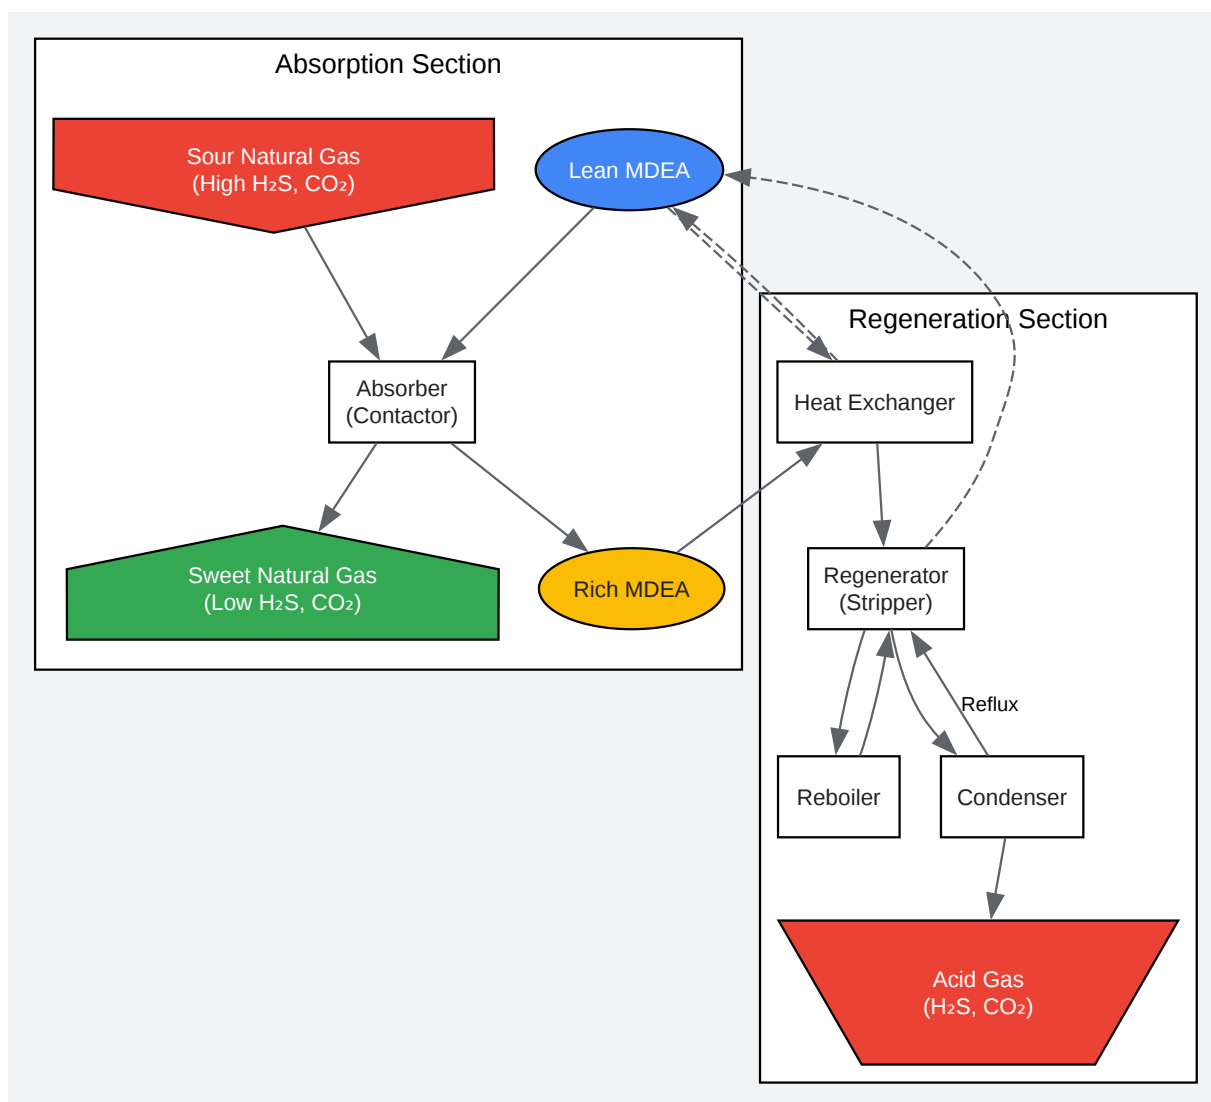 Absorption Section
Sour Natural Gas
(High H₂S, CO₂)
Lean MDEA
Regeneration Section
Absorber
(Contactor)
Heat Exchanger
Sweet Natural Gas
(Low H₂S, CO₂)
Rich MDEA
Regenerator
(Stripper)
Reflux
Reboiler
Condenser
Acid Gas
(H₂S, CO₂)